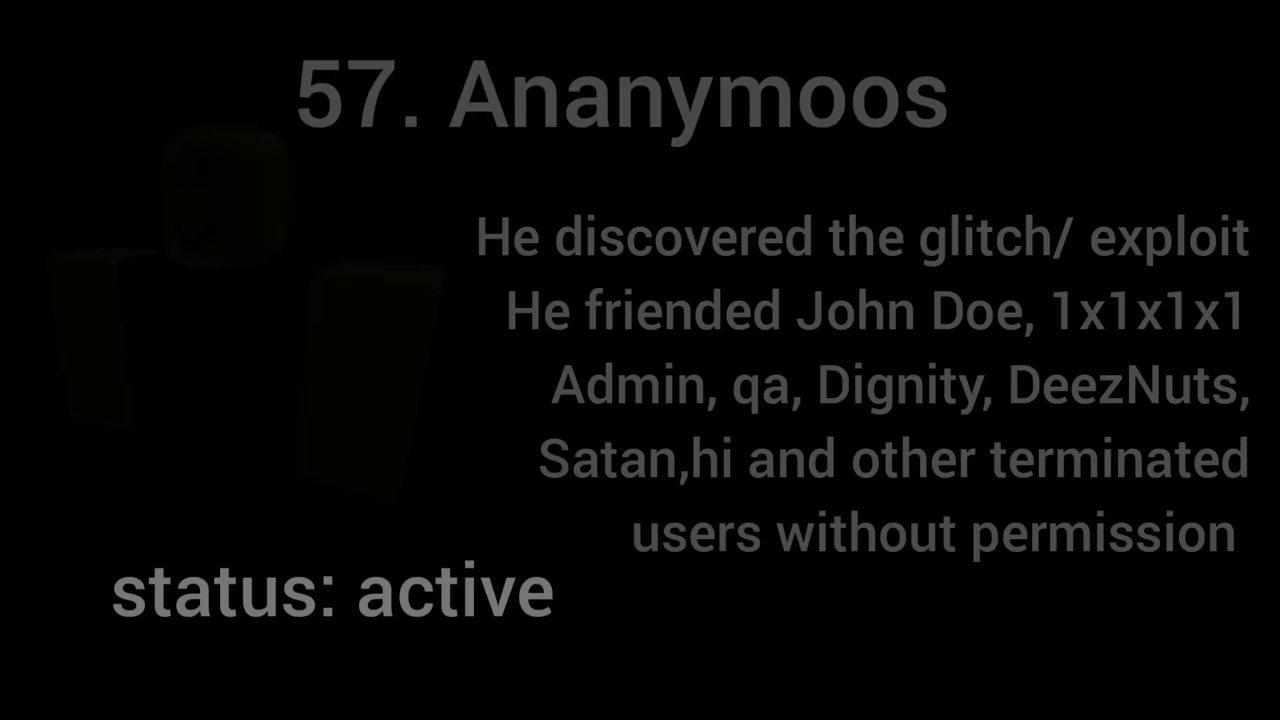 57. Ananymoos
He discovered the glitch/ exploit
He friended John Doe, 1x1x1x1
Admin, qa, Dignity, DeezNuts,
Satan,hi and other terminated
users without permission
status: active